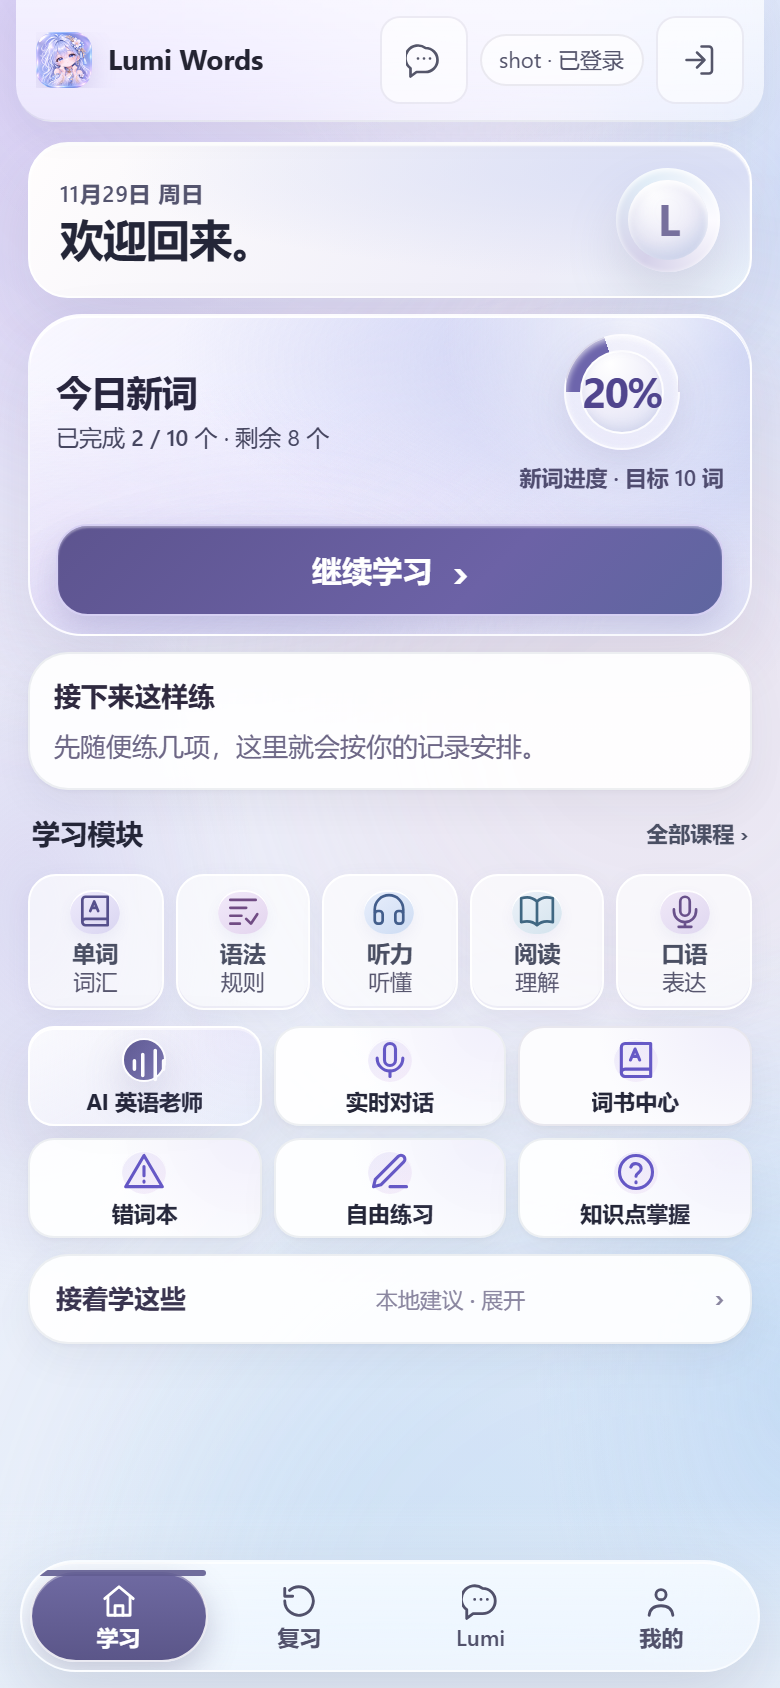 Lumi Words
shot · 已登录
11月29日 周日
欢迎回来。
L
今日新词
已完成 2 / 10 个 · 剩余 8 个
20%
新词进度 · 目标 10 词
继续学习 ›
接下来这样练
先随便练几项，这里就会按你的记录安排。
学习模块
全部课程 ›
单词
词汇
语法
规则
听力
听懂
阅读
理解
口语
表达
AI 英语老师
实时对话
词书中心
错词本
自由练习
知识点掌握
接着学这些
本地建议 · 展开 ›
学习
复习
Lumi
我的